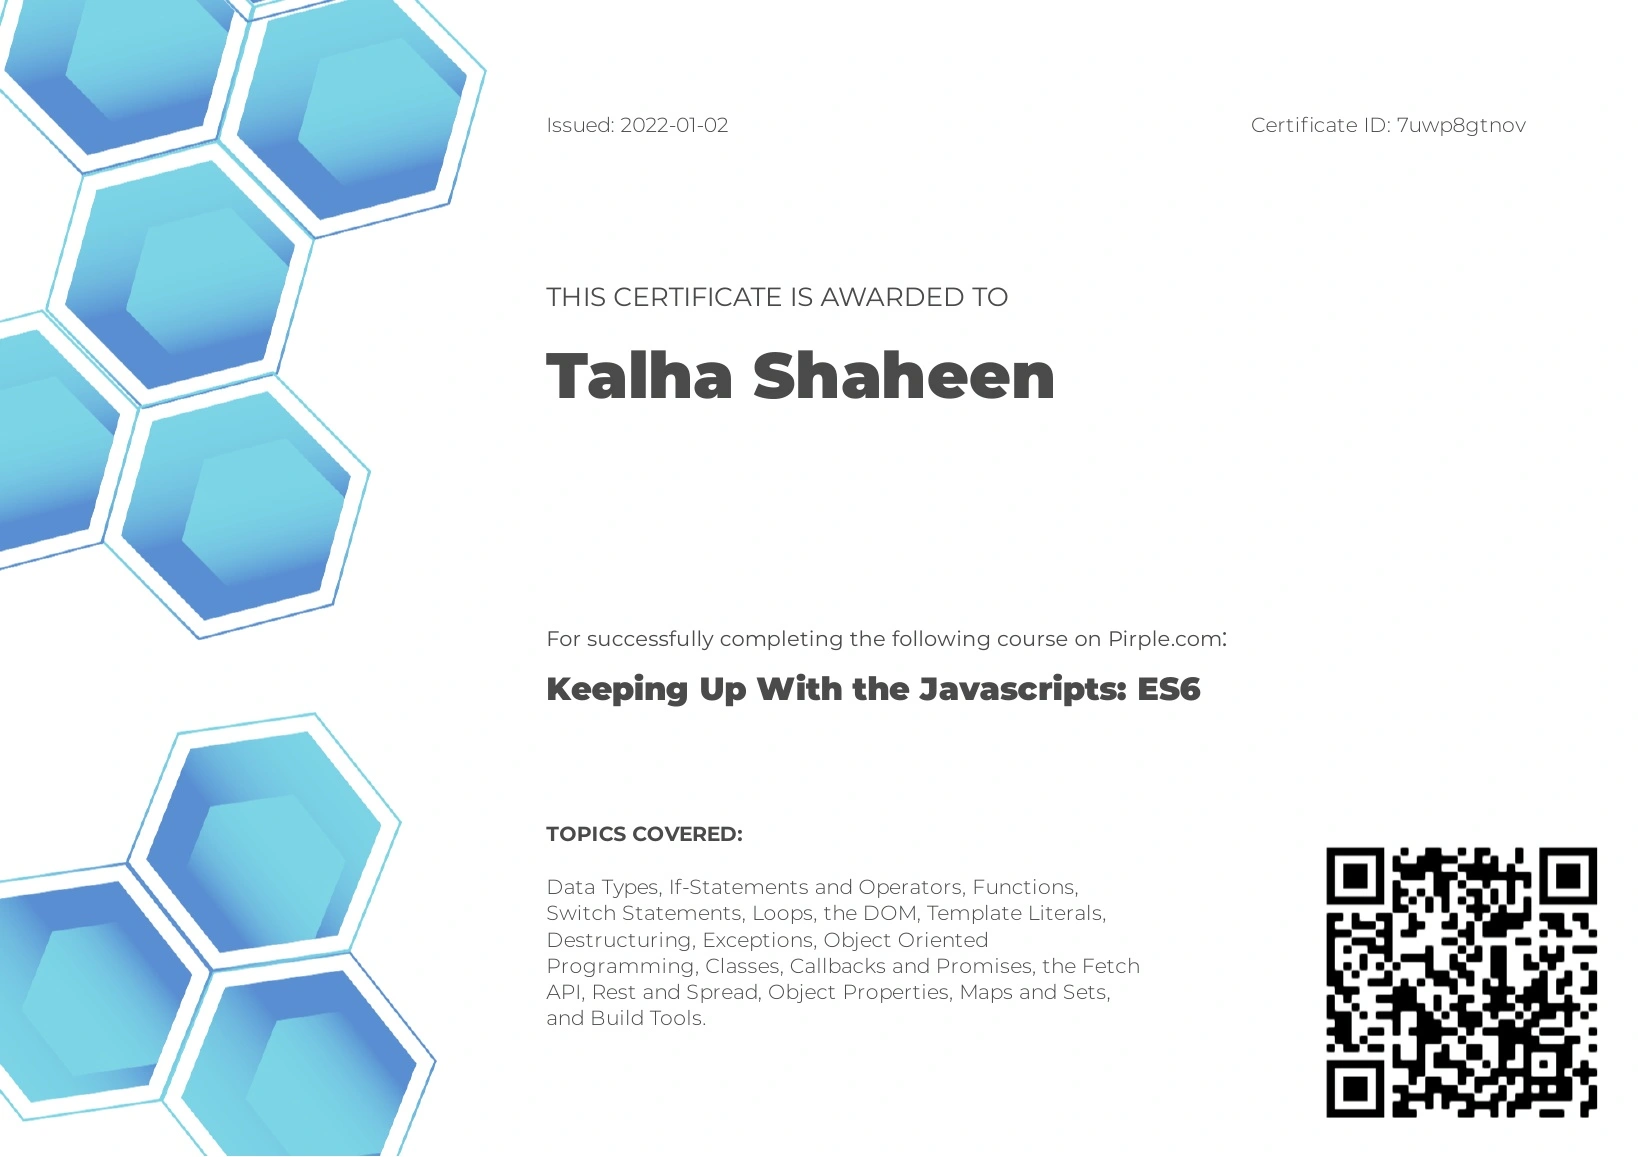 Issued: 2022-01-02
Certificate ID: 7uwp8gtnov
THIS CERTIFICATE IS AWARDED TO
Talha Shaheen
For successfully completing the following course on Pirple.com:
Keeping Up With the Javascripts: ES6
TOPICS COVERED:
Data Types, If-Statements and Operators, Functions,
Switch Statements, Loops, the DOM, Template Literals,
Destructuring, Exceptions, Object Oriented
Programming, Classes, Callbacks and Promises, the Fetch
API, Rest and Spread, Object Properties, Maps and Sets,
and Build Tools.